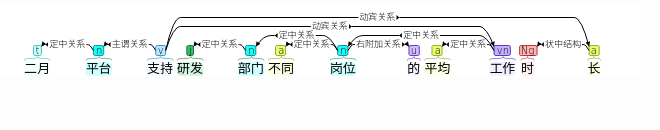 动宾关系
动宾关系
定中关系 定中关系
定中关系 主谓关系 定中关系 定中关系 右附加关系 定中关系 状中结构
t n v j n a n u a vn Ng a
二月 平台 支持 研发 部门 不同 岗位 的 平均 工作 时 长